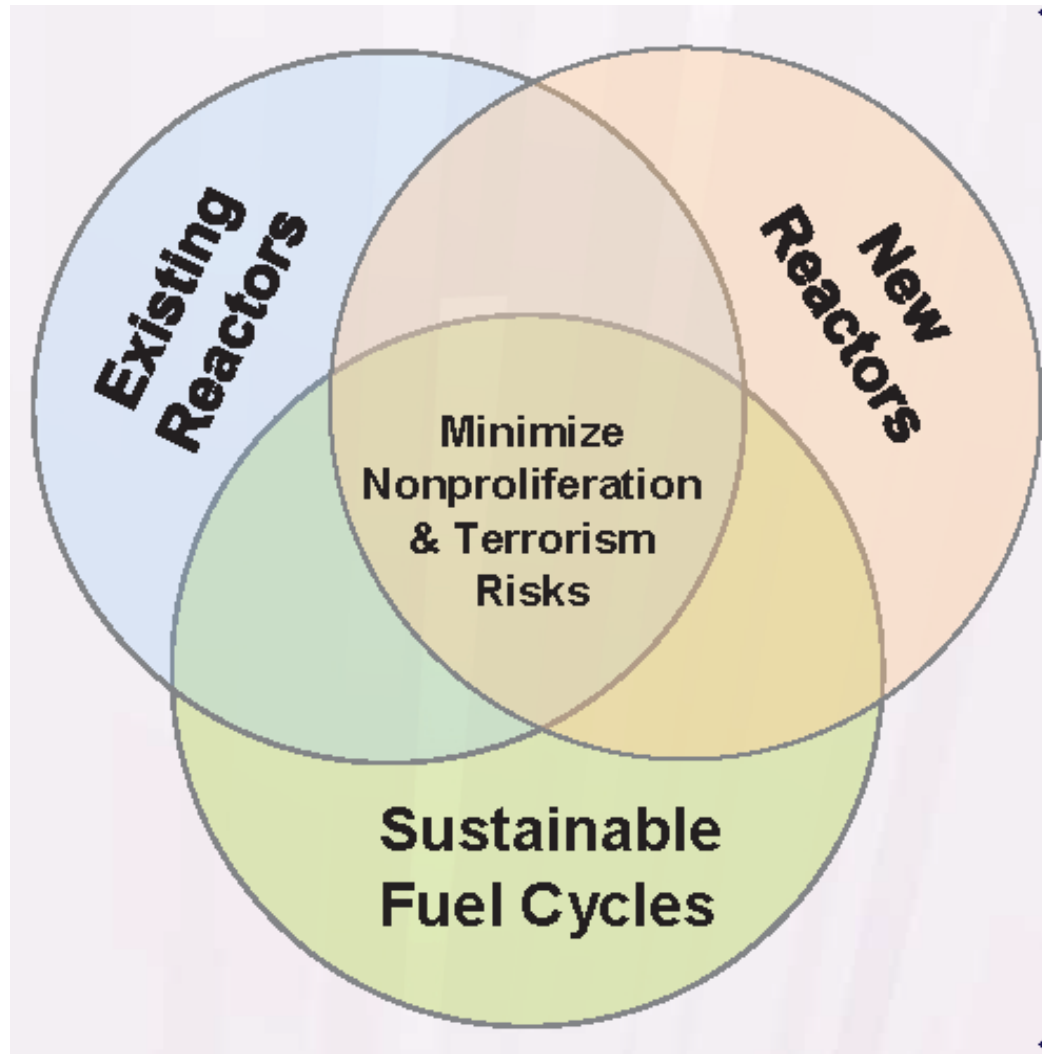 Existing
Reactors
New
Reactors
Minimize
Nonproliferation
& Terrorism
Risks
Sustainable
Fuel Cycles